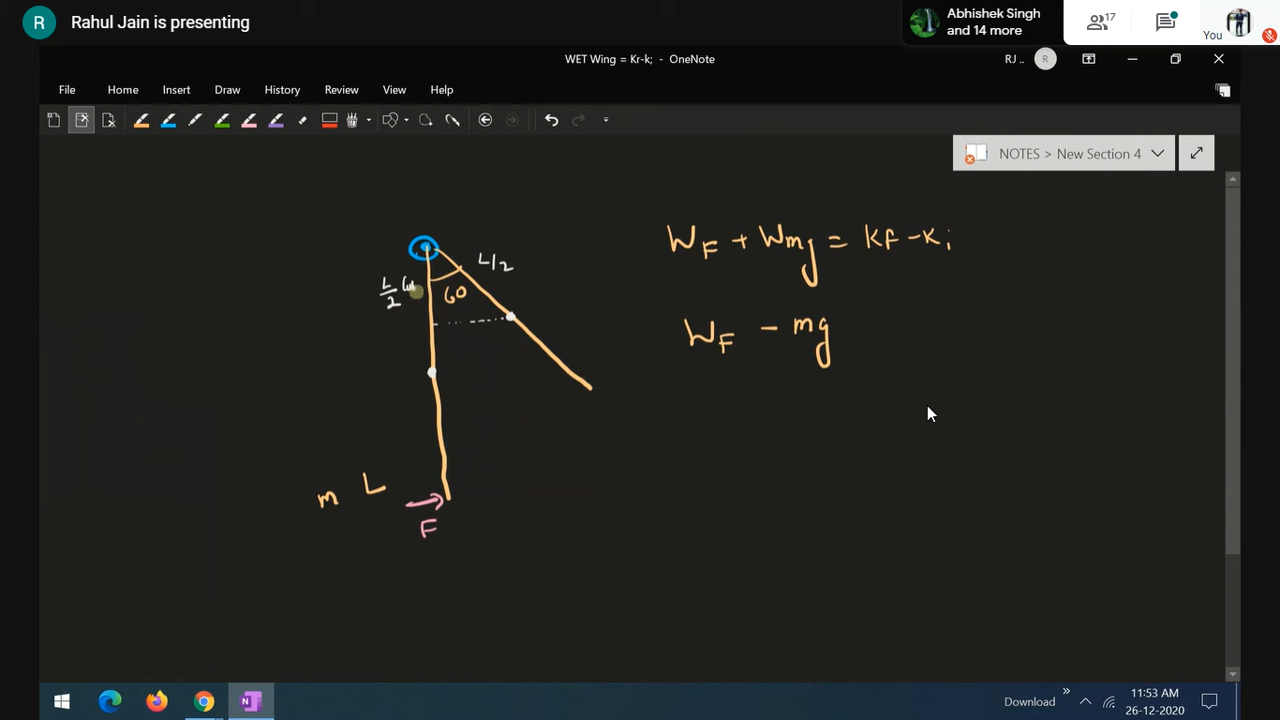 R Rahul Jain is presenting
Abhishek Singh
and 14 more
17
You
WET Wing = Kr-k; - OneNote
RJ ..
R
File Home Insert Draw History Review View Help
NOTES > New Section 4
L/2
L/2
60
m L
F
WF + Wmg = Kf - Ki
WF - mg
Download
11:53 AM
26-12-2020